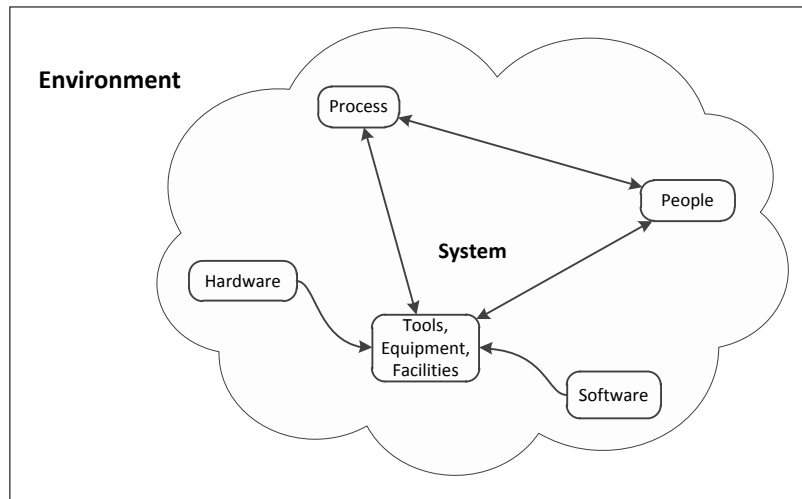 Environment
Process
People
System
Hardware
Tools,
Equipment,
Facilities
Software